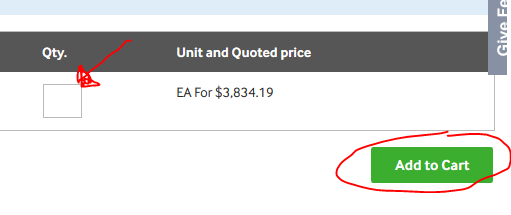 Give Fe
Qty. Unit and Quoted price
EA For $3,834.19
Add to Cart